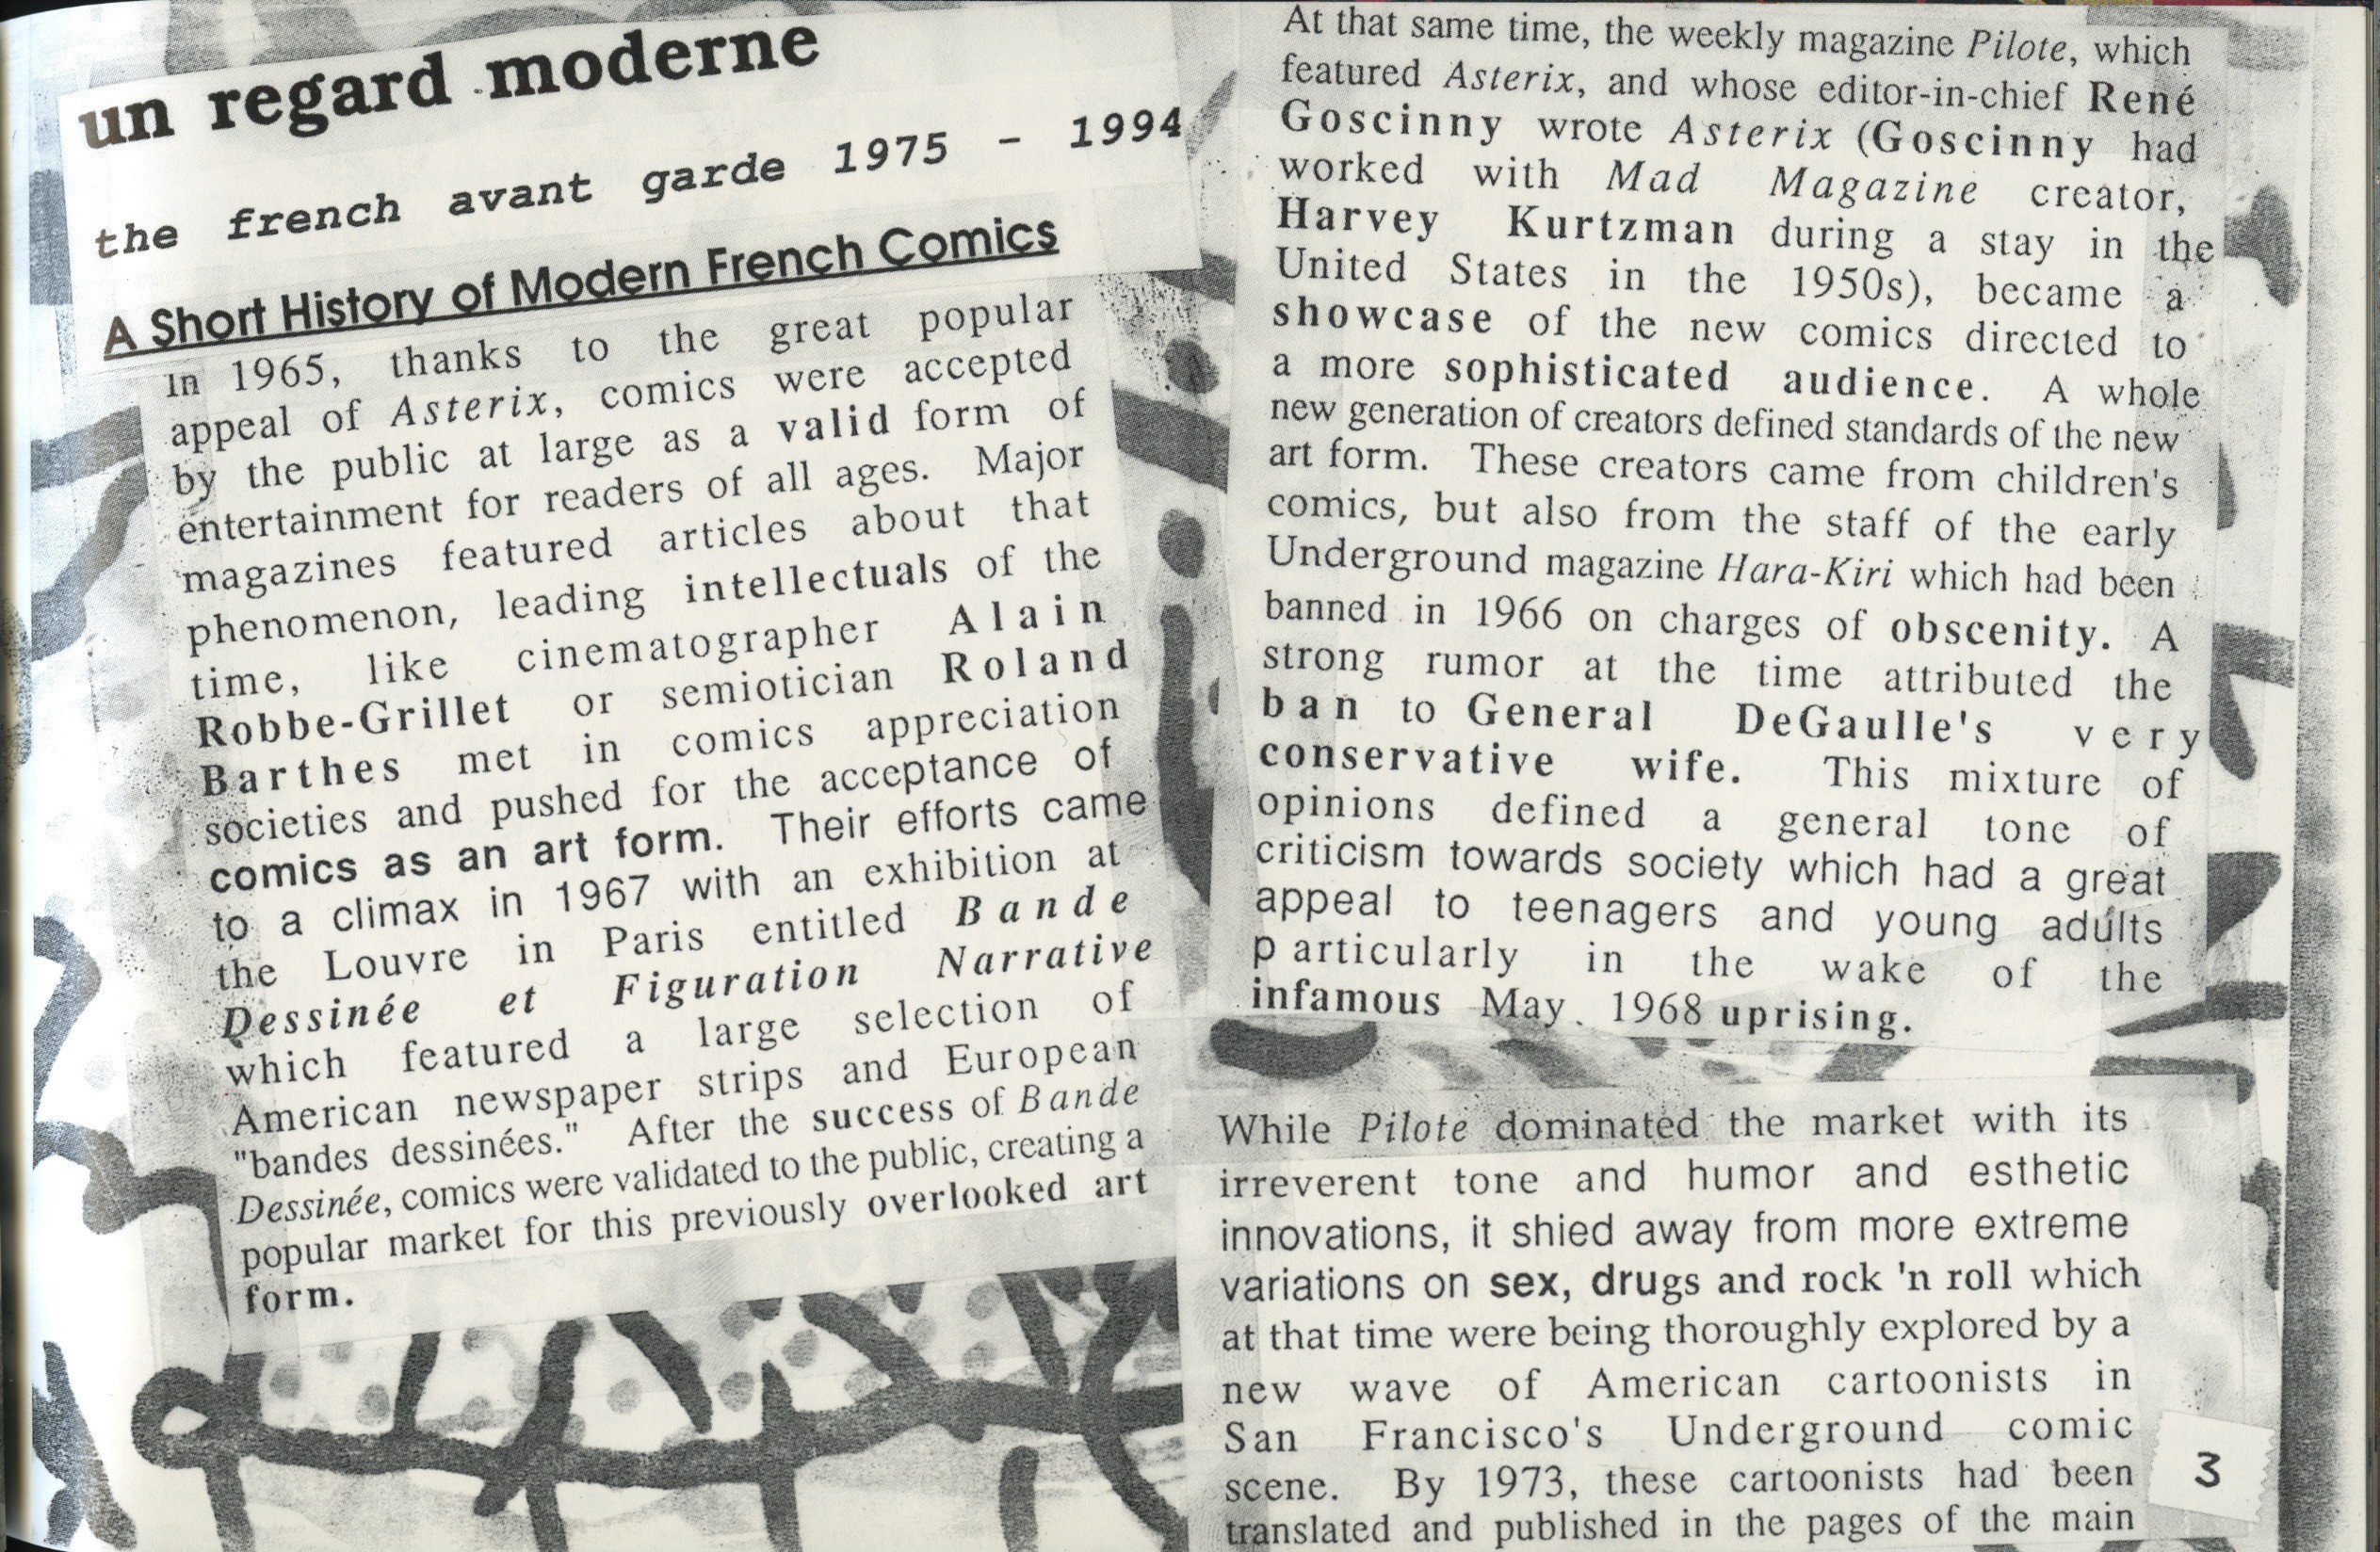 un regard moderne
the french avant garde 1975 - 1994
A Short History of Modern French Comics
In 1965, thanks to the great popular
appeal of Asterix, comics were accepted
by the public at large as a valid form of
entertainment for readers of all ages. Major
magazines featured articles about that
phenomenon, leading intellectuals of the
time, like cinematographer Alain
Robbe-Grillet or semiotician Roland
Barthes met in comics appreciation
societies and pushed for the acceptance of
comics as an art form. Their efforts came
to a climax in 1967 with an exhibition at
the Louvre in Paris entitled Bande
Dessinée et Figuration Narrative
which featured a large selection of
American newspaper strips and European
"bandes dessinées." After the success of Bande
Dessinée, comics were validated to the public, creating a
popular market for this previously overlooked art
form.
At that same time, the weekly magazine Pilote, which
featured Asterix, and whose editor-in-chief René
Goscinny wrote Asterix (Goscinny had
worked with Mad Magazine creator,
Harvey Kurtzman during a stay in the
United States in the 1950s), became a
showcase of the new comics directed to
a more sophisticated audience. A whole
new generation of creators defined standards of the new
art form. These creators came from children's
comics, but also from the staff of the early
Underground magazine Hara-Kiri which had been
banned in 1966 on charges of obscenity. A
strong rumor at the time attributed the
ban to General DeGaulle's very
conservative wife. This mixture of
opinions defined a general tone of
criticism towards society which had a great
appeal to teenagers and young adults
p articularly in the wake of the
infamous May 1968 uprising.
While Pilote dominated the market with its
irreverent tone and humor and esthetic
innovations, it shied away from more extreme
variations on sex, drugs and rock 'n roll which
at that time were being thoroughly explored by a
new wave of American cartoonists in
San Francisco's Underground comic
scene. By 1973, these cartoonists had been
translated and published in the pages of the main
3